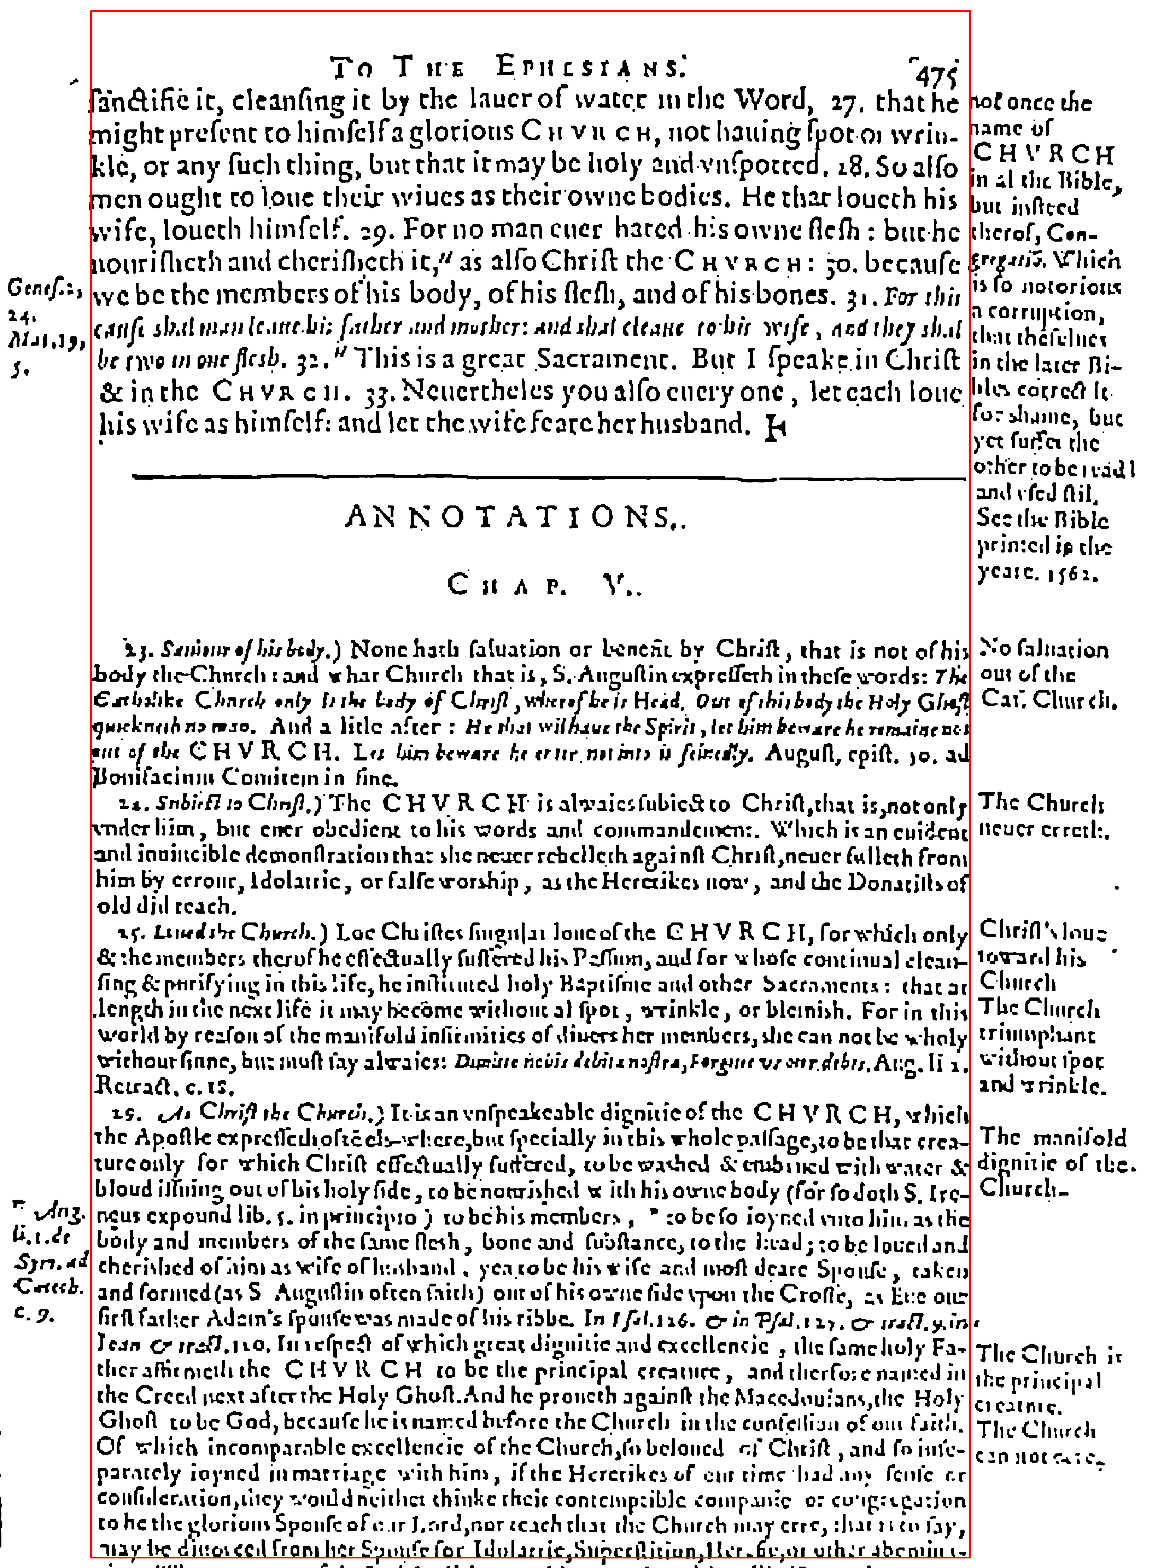 TO THE EPHESIANS. 475
sanctifie it, cleansing it by the lauer of water in the Word, 27. that he
might present to himself a glorious CHVRCH, not hauing spot or wrin-
kle, or any such thing, but that it may be holy and vnspotted. 28. So also
men ought to loue their wiues as their owne bodies. He that loueth his
wife, loueth himself. 29. For no man euer hated his owne flesh: but he
nourisheth and cherisheth it, " as also Christ the CHVRCH: 30. because
we be the members of his body, of his flesh, and of his bones. 31. For this
cause shal man leaue his father and mother: and shal cleaue to his wife, and they shal
be two in one flesh. 32. " This is a great Sacrament. But I speake in Christ
& in the CHVRCH. 33. Neuertheles you also euery one, let each loue
his wife as himself: and let the wife feare her husband.
Genes. 2,
24.
Mat. 19,
5.
not once the
name of
CHVRCH
in al the Bible,
but insteed
therof, Con-
gregatiõ. Which
is so notorious
a corruption,
that theselues
in the later Bi-
bles correct it
for shame, but
yet suffer the
other to be readl
and vsed stil.
See the Bible
printed in the
yeare. 1562.
ANNOTATIONS.
CHAP. V.
23. Sauiour of his body.) None hath saluation or benefit by Christ, that is not of his
body the Church: and what Church that is, S. Augustin expresseth in these words: The
Catholike Church only is the body of Christ, wherof he is Head. Out of this body the Holy Ghost
quickneth no man. And a litle after: He that wil haue the Spirit, let him beware he remaine not
out of the CHVRCH. Let him beware he enter not into it feinedly. August. epist. 50. ad
Bonifacium Comitem in fine.
No saluation
out of the
Cat. Church.
24. Subiect to Christ.) The CHVRCH is alwaies subiect to Christ, that is, not only
vnder him, but euer obedient to his words and commandement. Which is an euident
and inuincible demonstration that she neuer rebelleth against Christ, neuer falleth from
him by errour, Idolatrie, or false worship, as the Heretikes now, and the Donatists of
old did teach.
The Church
neuer erreth.
25. Loued the Church.) Loe Christes singular loue of the CHVRCH, for which only
& the members therof he effectually suffered his Passion, and for whose continual clean-
sing & purifying in this life, he instituted holy Baptisme and other Sacraments: that at
length in the next life it may become without al spot, wrinkle, or blemish. For in this
world by reason of the manifold infirmities of diuers her members, she can not be wholy
without sinne, but must say alwaies: Dimitte nobis debita nostra, Forgiue vs our debts. Aug. li 2.
Retract. c. 18.
Christ's loue
toward his
Church
The Church
triumphant
without spot
and wrinkle.
29. As Christ the Church.) It is an vnspeakeable dignitie of the CHVRCH, which
the Apostle expresseth oftẽ els-where, but specially in this whole passage, to be that crea-
ture only for which Christ effectually suffered, to be washed & embrued with water &
bloud issuing out of his holy side, to be nourished with his owne body (for so doth S. Ire-
neus expound lib. 5. in principio) to be his members, " to be so ioyned vnto him as the
body and members of the same flesh, bone and substance, to the head; to be loued and
cherished of him as wife of husband, yea to be his wife and most deare Spouse, taken
and formed (as S Augustin often saith) out of his owne side vpon the Crosse, as Eue our
first father Adam's spouse was made of his ribbe. In Psal. 126. & in Psal. 127. & tract. 9. in
Ioan & tract. 120. In respect of which great dignitie and excellencie, the same holy Fa-
ther affirmeth the CHVRCH to be the principal creature, and therfore named in
the Creed next after the Holy Ghost. And he proueth against the Macedonians, the Holy
Ghost to be God, because he is named before the Church in the confession of our faith.
Of which incomparable excellencie of the Church, so beloued of Christ, and so inse-
parately ioyned in marriage with him, if the Heretikes of our time had any sense or
consideration, they would neither thinke their contemptible companie or congregation
to be the glorious Spouse of our Lord, nor teach that the Church may erre, that is to say,
may be diuorced from her Spouse for Idolatrie, Superstition, Heresy, or other abomin-
Aug.
li. 1. de
Sym. ad
Catech.
c. 9.
The manifold
dignitie of the
Church
The Church is
the principal
creature.
The Church
can not erre.